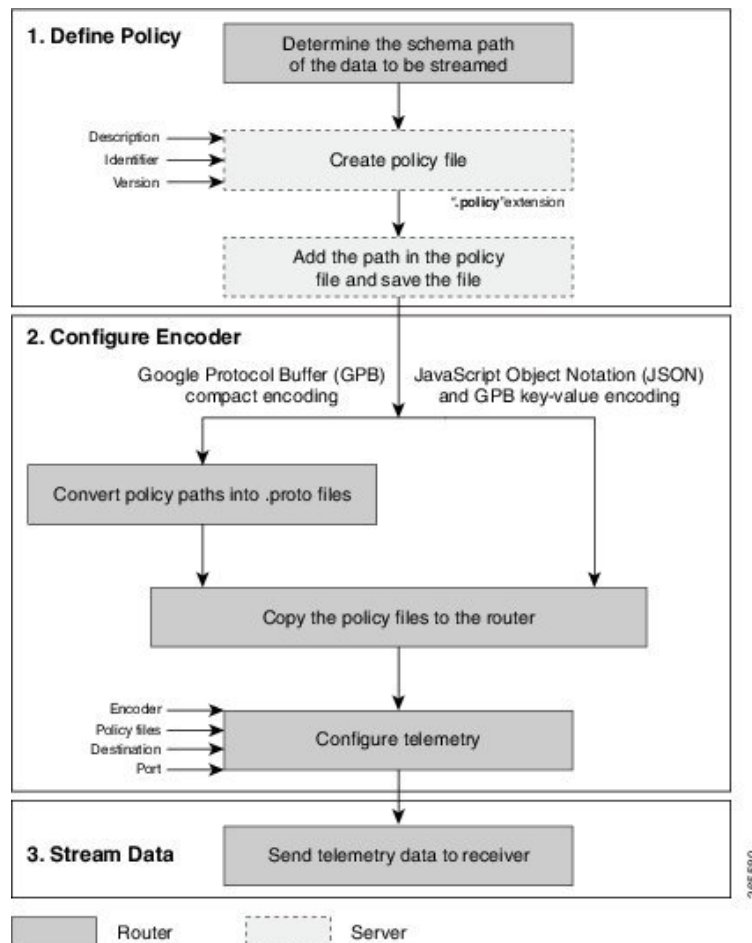 1. Define Policy
Determine the schema path
of the data to be streamed
Description
Identifier
Version
Create policy file
“.policy”extension
Add the path in the policy
file and save the file
2. Configure Encoder
Google Protocol Buffer (GPB)
compact encoding
JavaScript Object Notation (JSON)
and GPB key-value encoding
Convert policy paths into .proto files
Copy the policy files to the router
Encoder
Policy files
Destination
Port
Configure telemetry
3. Stream Data
Send telemetry data to receiver
Router
Server